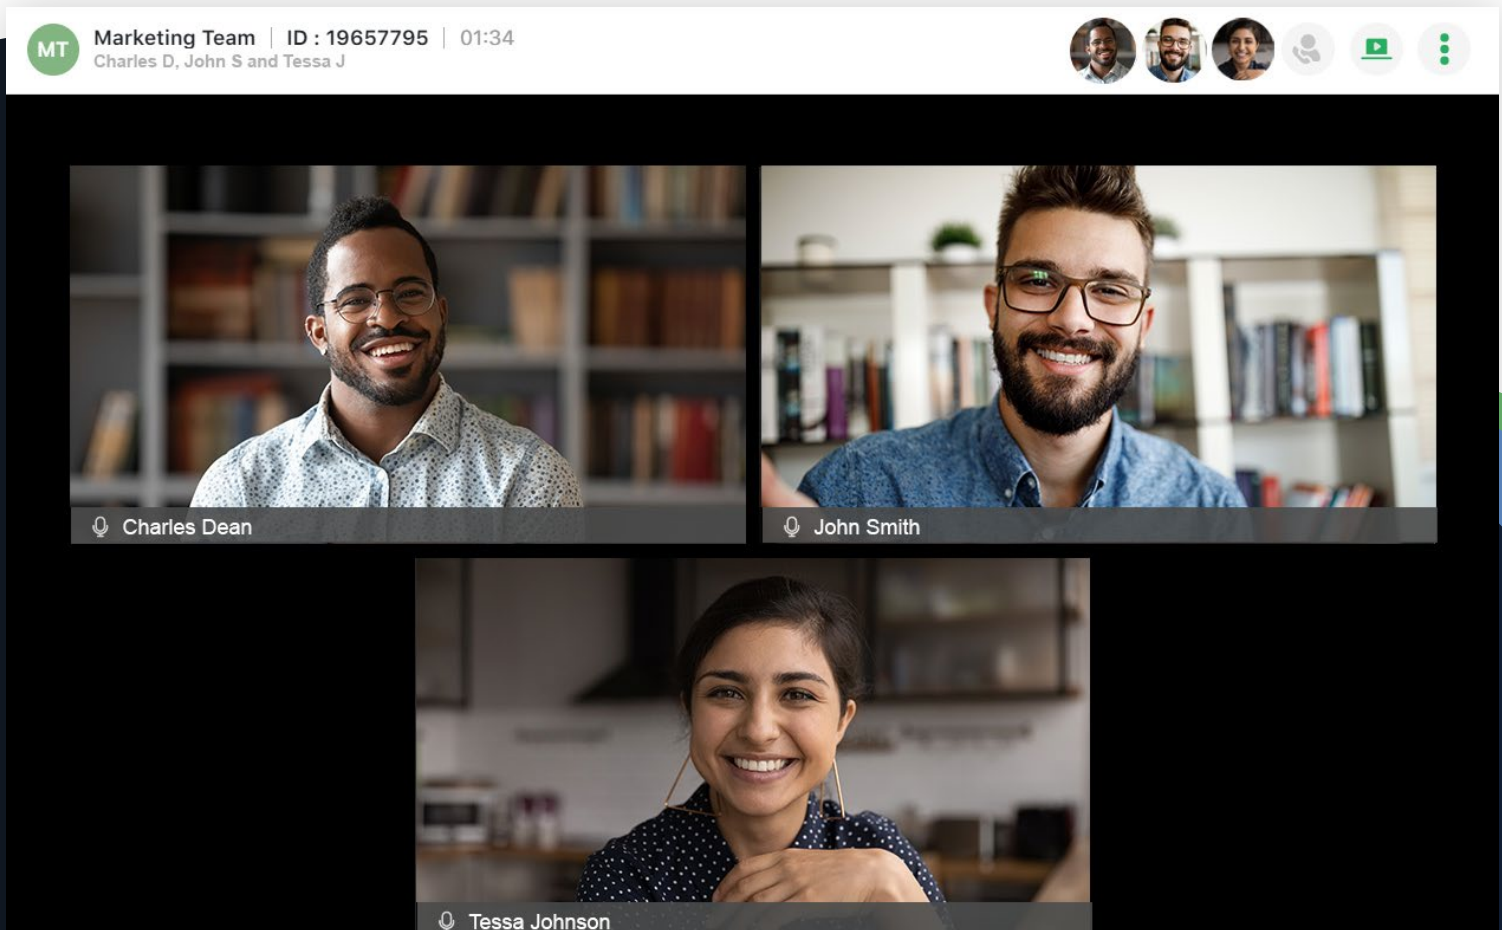 MT
Marketing Team | ID : 19657795 | 01:34
Charles D, John S and Tessa J
Charles Dean
John Smith
Tessa Johnson